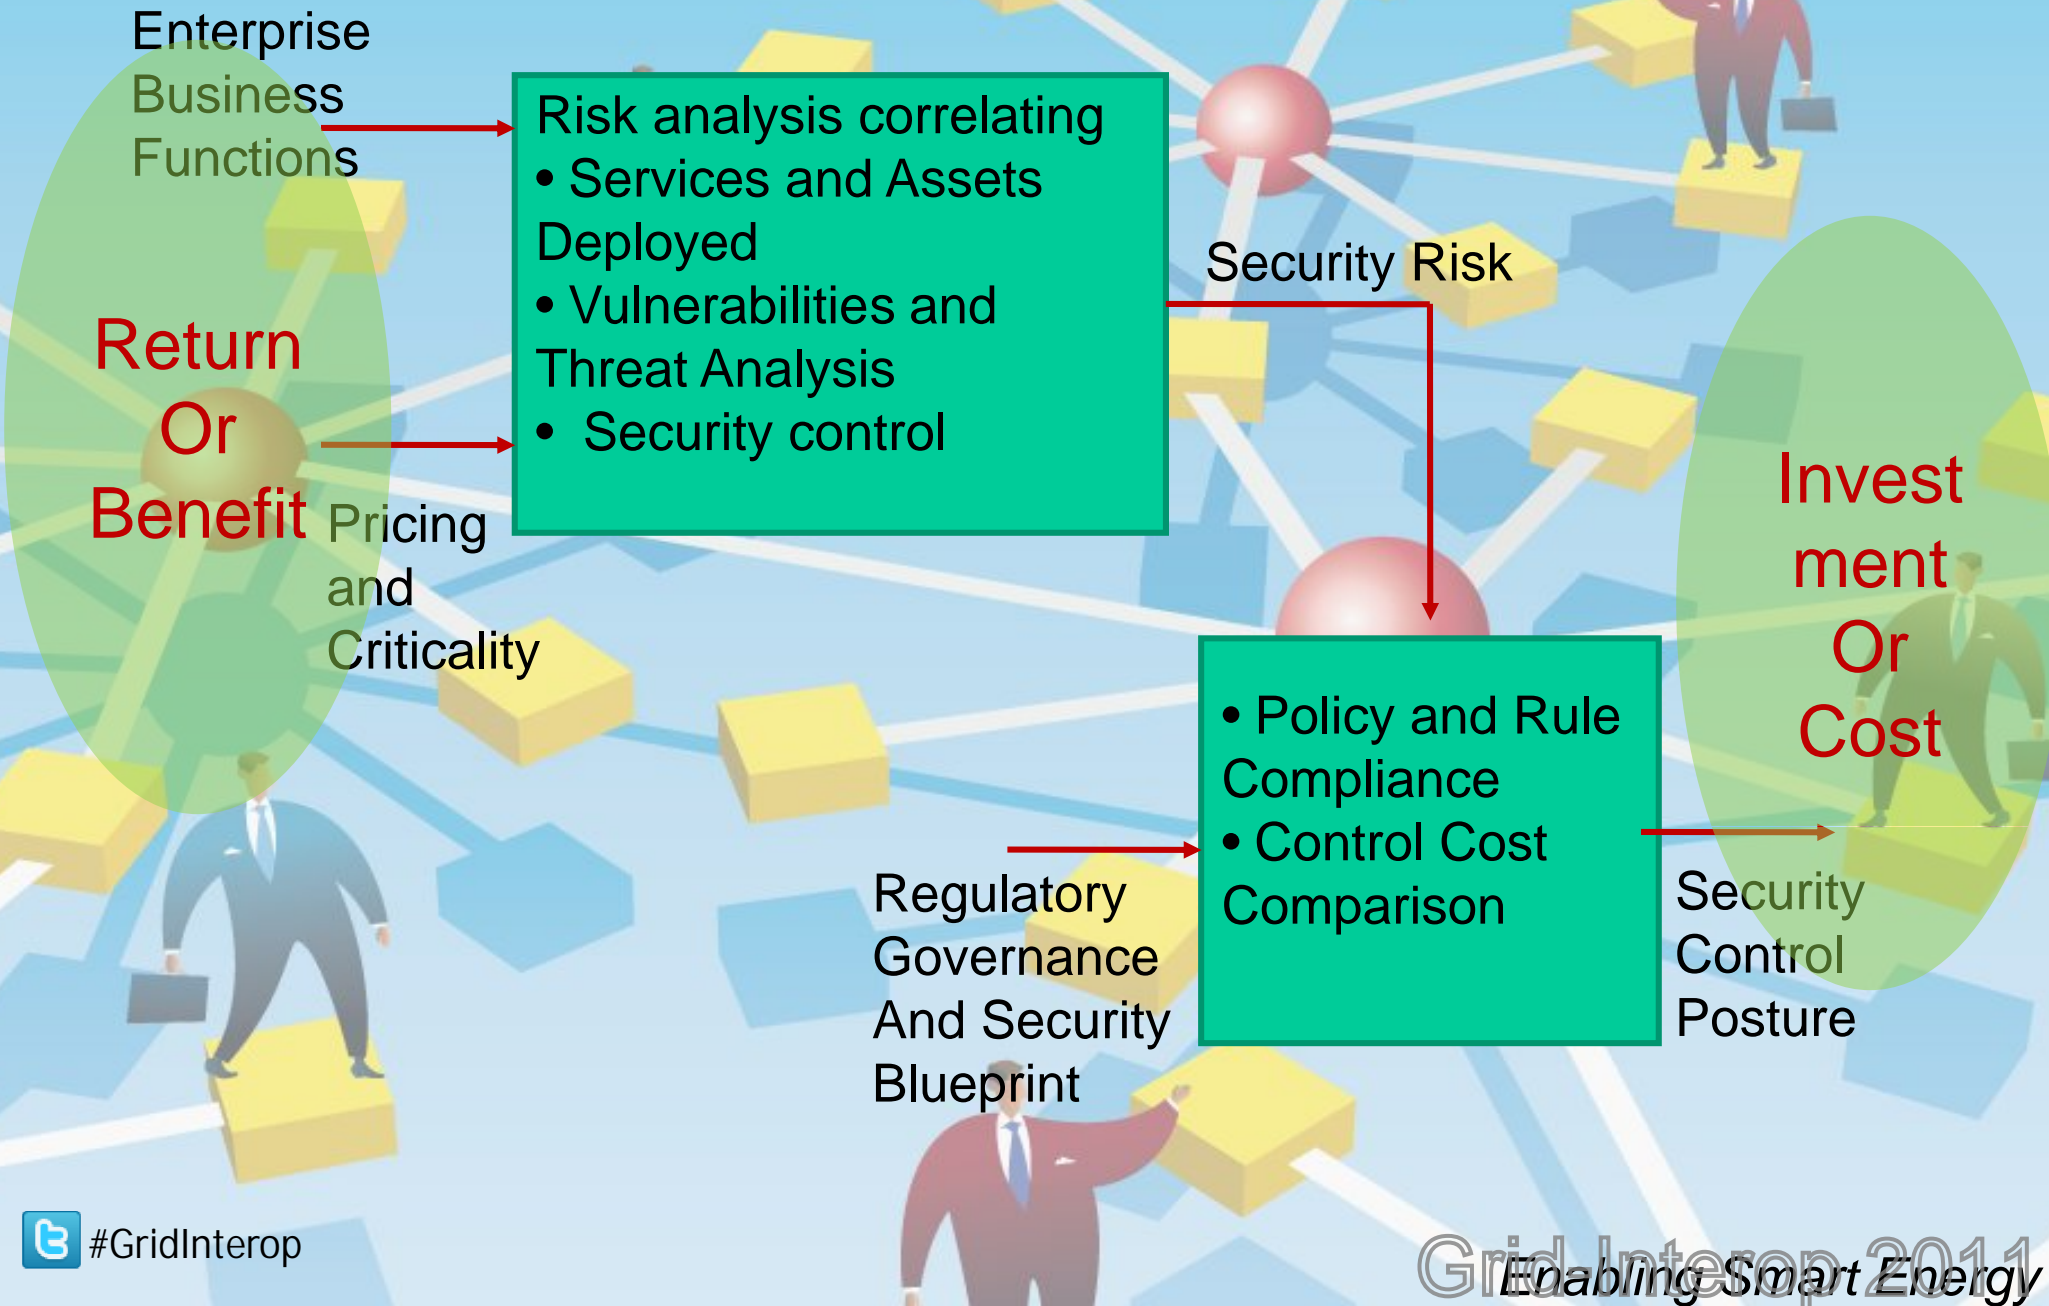 Enterprise
Business
Functions
Return
Or
Benefit
Pricing
and
Criticality
Risk analysis correlating
• Services and Assets
Deployed
• Vulnerabilities and
Threat Analysis
• Security control
Security Risk
Regulatory
Governance
And Security
Blueprint
• Policy and Rule
Compliance
• Control Cost
Comparison
Invest
ment
Or
Cost
Security
Control
Posture
#GridInterop
Grid-Interop 2011
Enabling Smart Energy